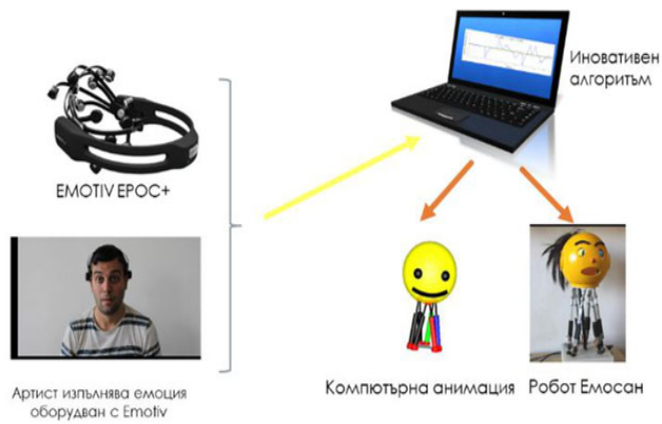 EMOTIV EPOC+
Артист изпълнява емоция
оборудван с Emotiv
Иновативен
алгоритъм
Компютърна анимация
Робот Емосан